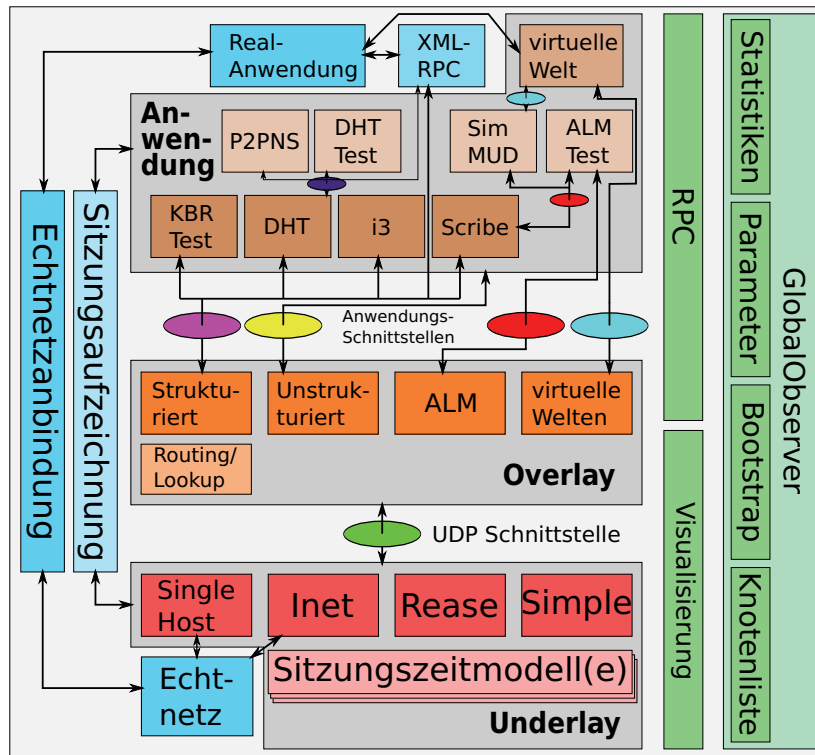 Real-
Anwendung
XML-
RPC
virtuelle
Welt
An-
wen-
dung
P2PNS
DHT
Test
Sim
MUD
ALM
Test
KBR
Test
DHT
i3
Scribe
Anwendungs-
Schnittstellen
Struktu-
riert
Unstruk-
turiert
ALM
virtuelle
Welten
Routing/
Lookup
Overlay
UDP Schnittstelle
Single
Host
Inet
Rease
Simple
Echt-
netz
Sitzungszeitmodell(e)
Underlay
Echtnetzanbindung
Sitzungsaufzeichnung
RPC
Visualisierung
Statistiken
Parameter
Bootstrap
Knotenliste
GlobalObserver